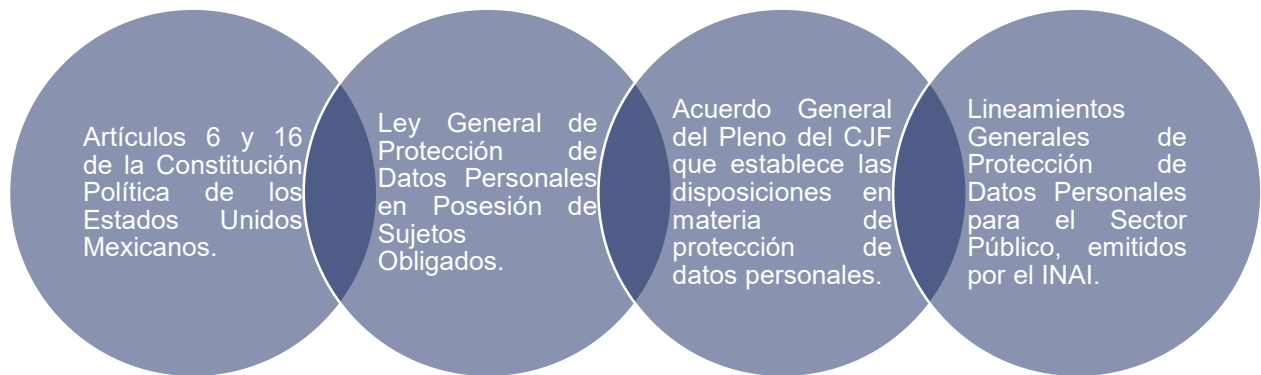 Artículos 6 y 16
de la Constitución
Política de los
Estados Unidos
Mexicanos.
Ley General de
Protección de
Datos Personales
en Posesión de
Sujetos
Obligados.
Acuerdo General
del Pleno del CJF
que establece las
disposiciones en
materia de
protección de
datos personales.
Lineamientos
Generales de
Protección de
Datos Personales
para el Sector
Público, emitidos
por el INAI.